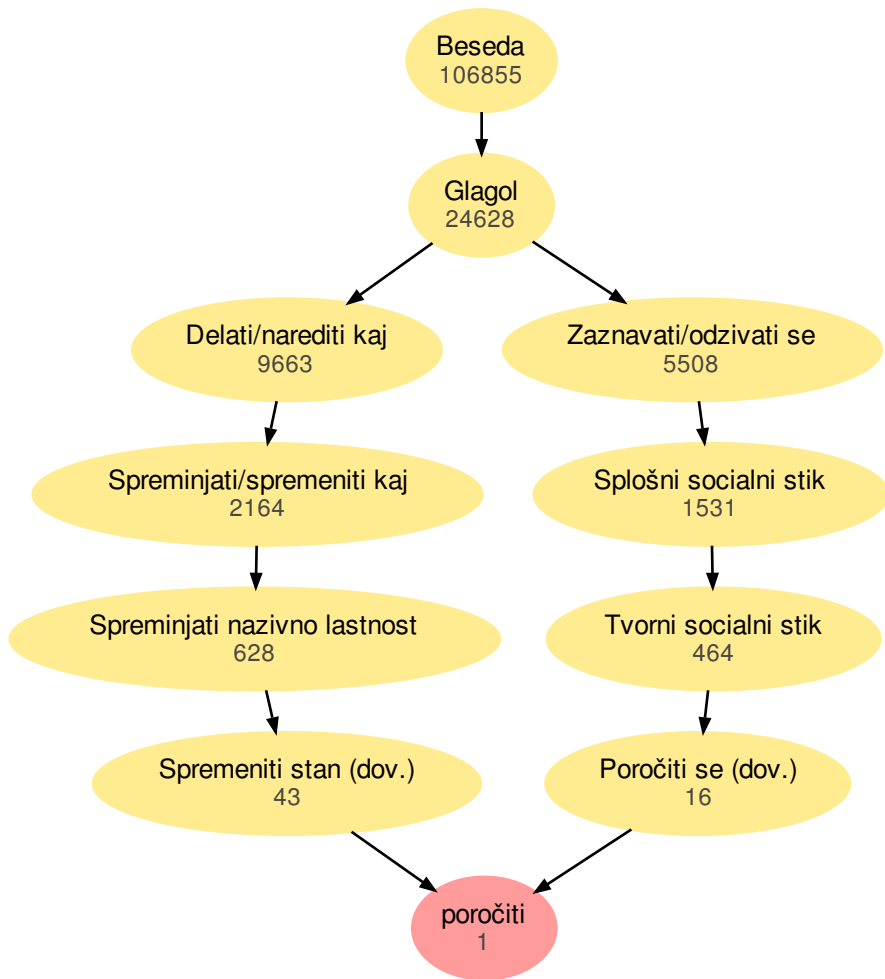 Beseda
106855
Glagol
24628
Delati/narediti kaj
9663
Zaznavati/odzivati se
5508
Spreminjati/spremeniti kaj
2164
Splošni socialni stik
1531
Spreminjati nazivno lastnost
628
Tvorni socialni stik
464
Spremeniti stan (dov.)
43
Poročiti se (dov.)
16
poročiti
1